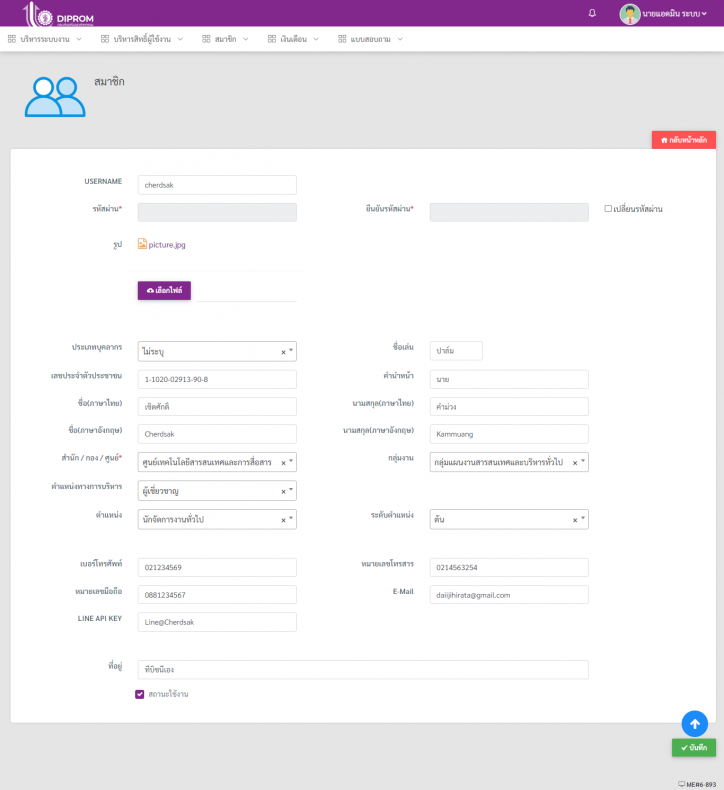 DIPROM
นายแอดมิน ระบบ
บริหารระบบงาน บริหารสิทธิ์ผู้ใช้งาน สมาชิก เงินเดือน แบบสอบถาม
สมาชิก
กลับหน้าหลัก
USERNAME cherdsak
รหัสผ่าน* ยืนยันรหัสผ่าน* เปลี่ยนรหัสผ่าน
รูป picture.jpg
เลือกไฟล์
ประเภทบุคลากร ไม่ระบุ × ชื่อเล่น ปาล์ม
เลขประจำตัวประชาชน 1-1020-02913-90-8 คำนำหน้า นาย
ชื่อ(ภาษาไทย) เชิดศักดิ์ นามสกุล(ภาษาไทย) คำม่วง
ชื่อ(ภาษาอังกฤษ) Cherdsak นามสกุล(ภาษาอังกฤษ) Kammuang
สำนัก / กอง / ศูนย์* ศูนย์เทคโนโลยีสารสนเทศและการสื่อสาร × กลุ่มงาน กลุ่มแผนงานสารสนเทศและบริหารทั่วไป ×
ตำแหน่งทางการบริหาร ผู้เชี่ยวชาญ ×
ตำแหน่ง นักจัดการงานทั่วไป × ระดับตำแหน่ง ต้น ×
เบอร์โทรศัพท์ 021234569 หมายเลขโทรสาร 0214563254
หมายเลขมือถือ 0881234567 E-Mail daijihirata@gmail.com
LINE API KEY Line@Cherdsak
ที่อยู่ ทีบิซนีเอง
สถานะใช้งาน
บันทึก
ME#6-893